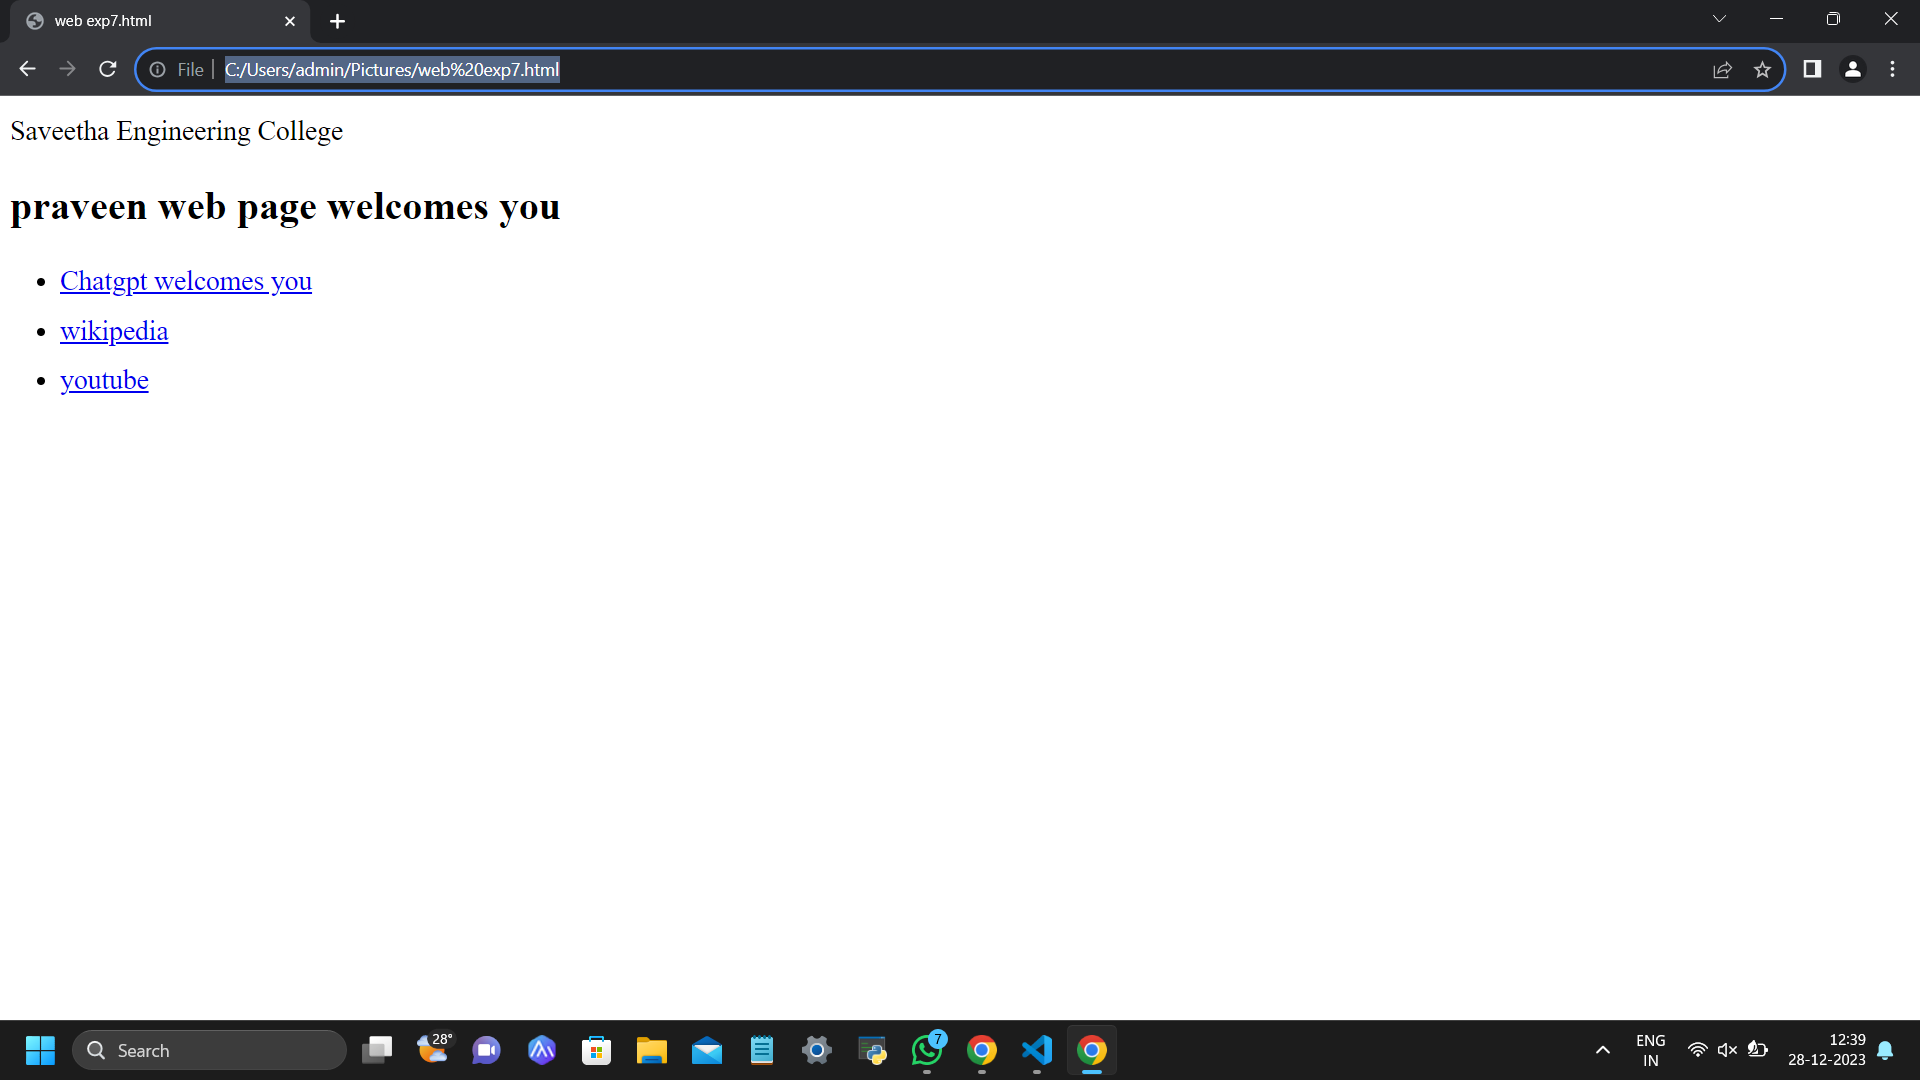 web exp7.html
File
C:/Users/admin/Pictures/web%20exp7.html
Saveetha Engineering College
praveen web page welcomes you
Chatgpt welcomes you
wikipedia
youtube
Search
28°
7
ENG
IN
12:39
28-12-2023